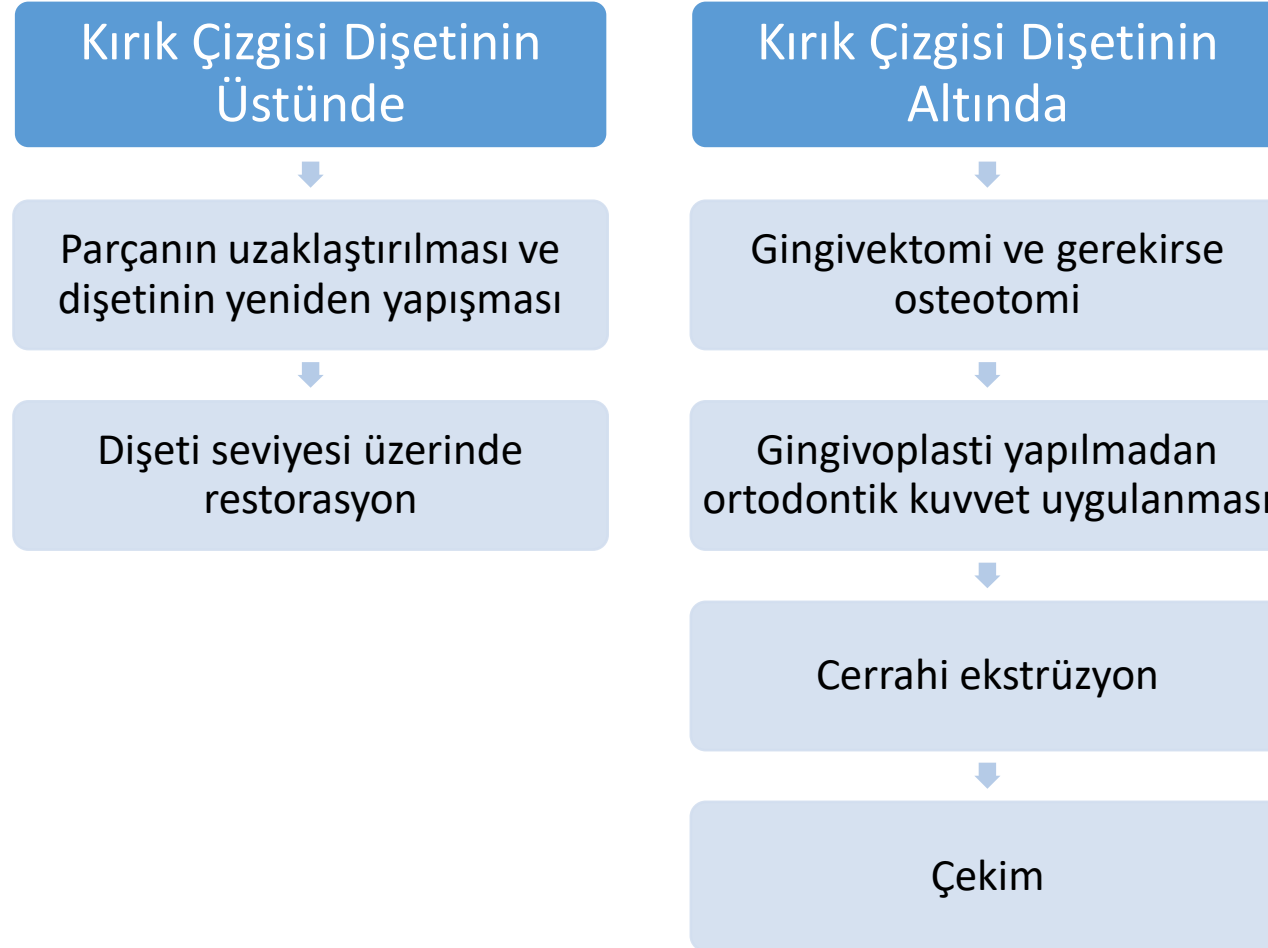 Kırık Çizgisi Dişetinin
Üstünde
Parçanın uzaklaştırılması ve
dişetinin yeniden yapışması
Dişeti seviyesi üzerinde
restorasyon
Kırık Çizgisi Dişetinin
Altında
Gingivektomi ve gerekirse
osteotomi
Gingivoplasti yapılmadan
ortodontik kuvvet uygulanması
Cerrahi ekstrüzyon
Çekim